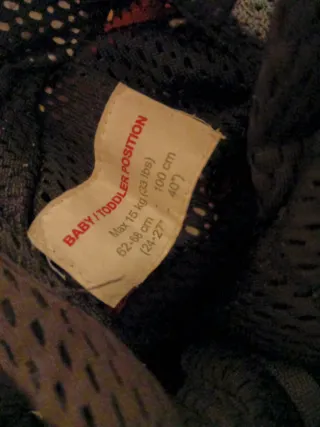 BABY/TODDLER POSITION
Max 15 kg (33 lbs)
62-68 cm - 100 cm
(24-27" - 40")